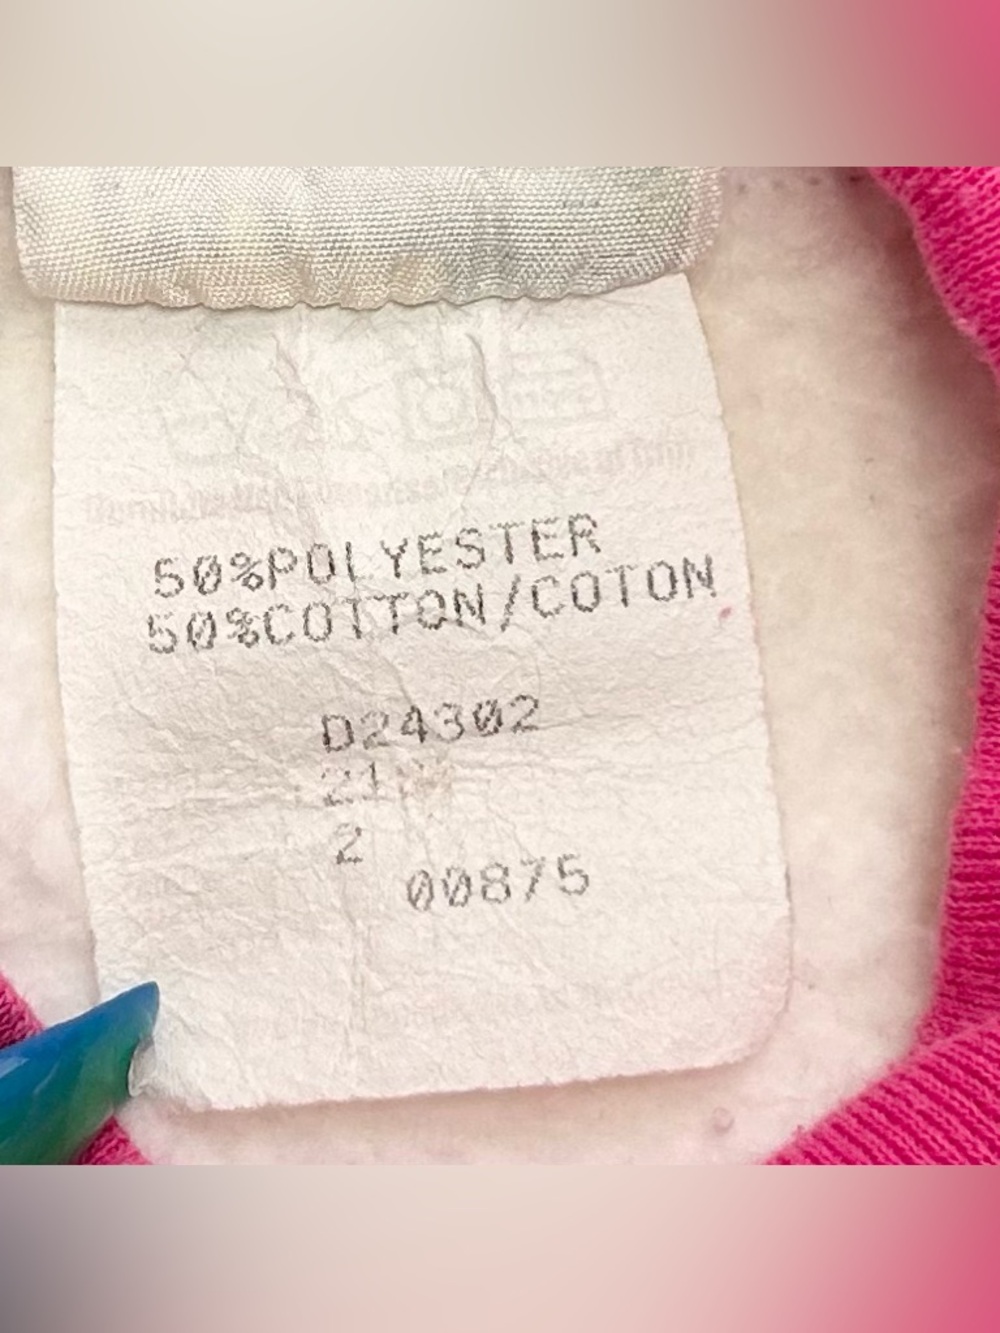 50%POLYESTER
50%COTTON/COTON
D24302
2
00875